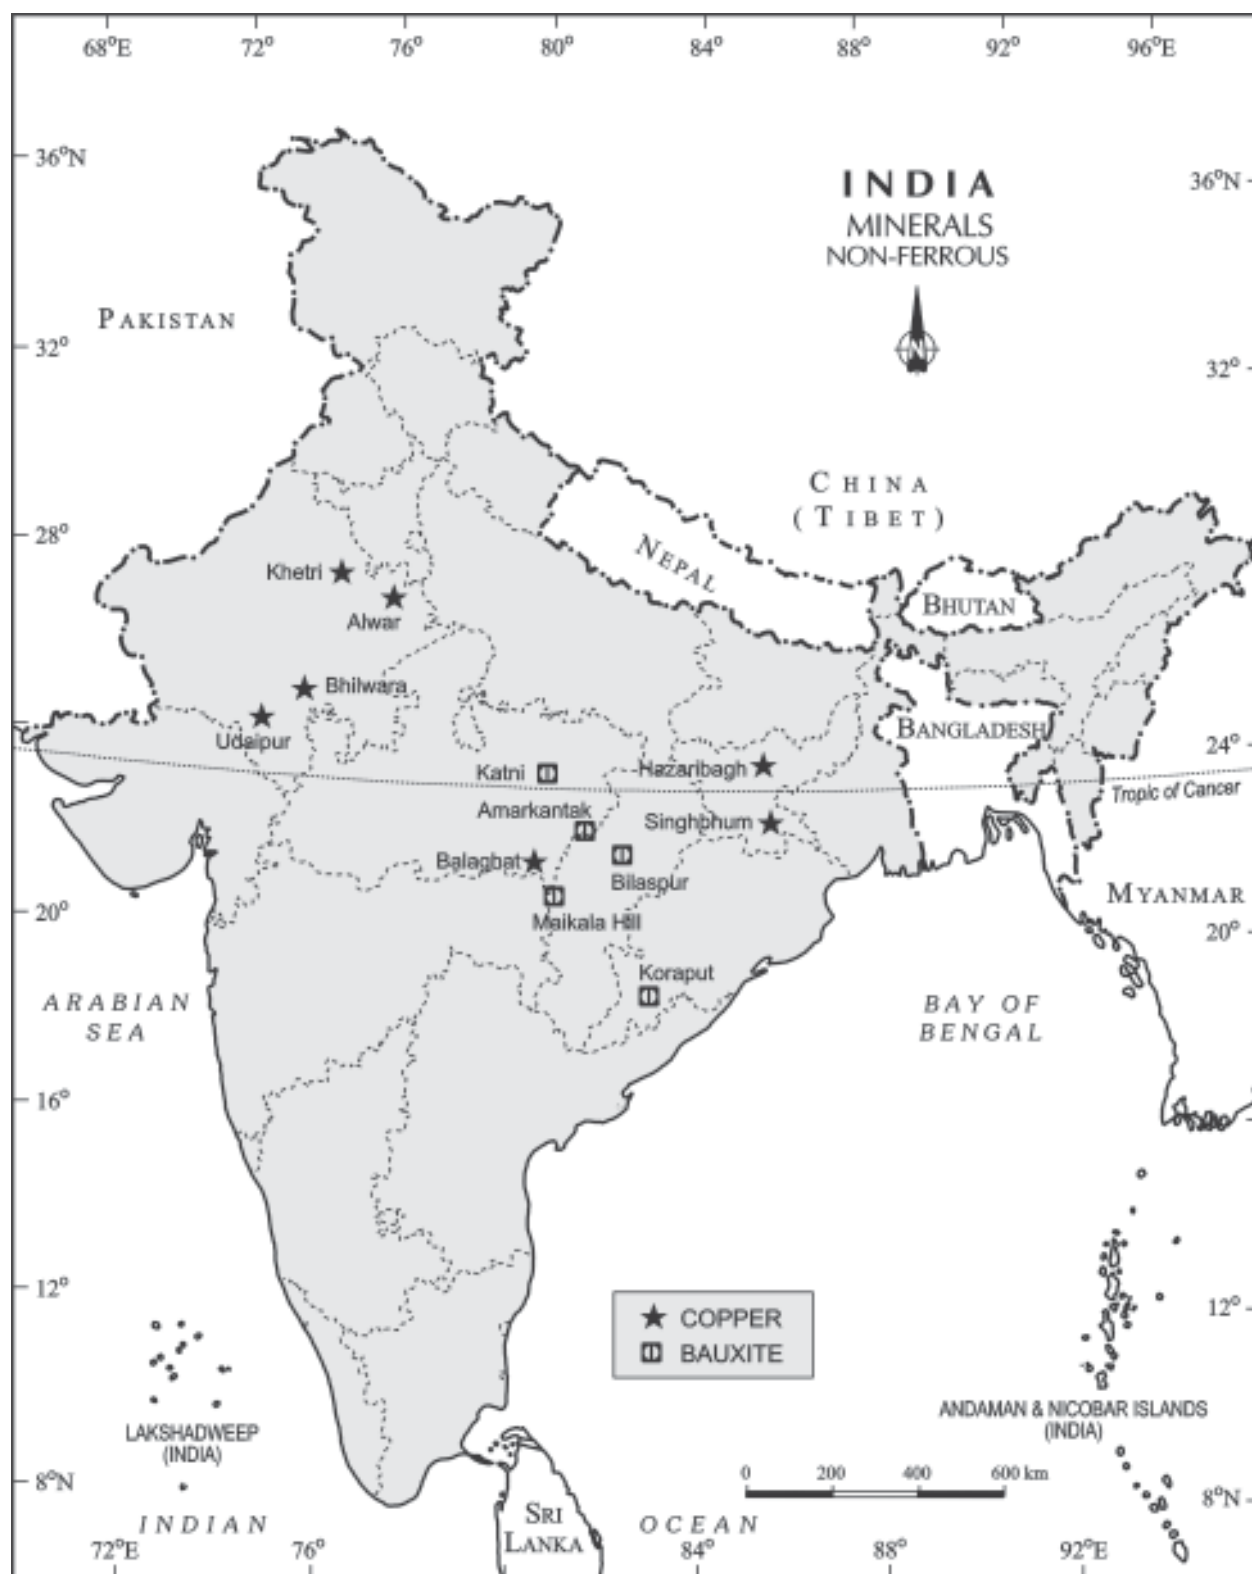 68°E 72° 76° 80° 84° 88° 92° 96°E
36°N
36°N
INDIA
MINERALS
NON-FERROUS
N
PAKISTAN
32°
32°
CHINA
(TIBET)
28°
28°
NEPAL
BHUTAN
Khetri
Alwar
Bhilwara
Udaipur
BANGLADESH
24°
Katni
Hazaribagh
Tropic of Cancer
Amarkantak
Singhbhum
Balagbat
Bilaspur
Maikala Hill
MYANMAR
20°
20°
Koraput
ARABIAN
SEA
BAY OF
BENGAL
16°
12°
12°
COPPER
BAUXITE
LAKSHADWEEP
(INDIA)
ANDAMAN & NICOBAR ISLANDS
(INDIA)
0 200 400 600 km
8°N
8°N
SRI
LANKA
INDIAN OCEAN
72°E 76° 84° 88° 92°E